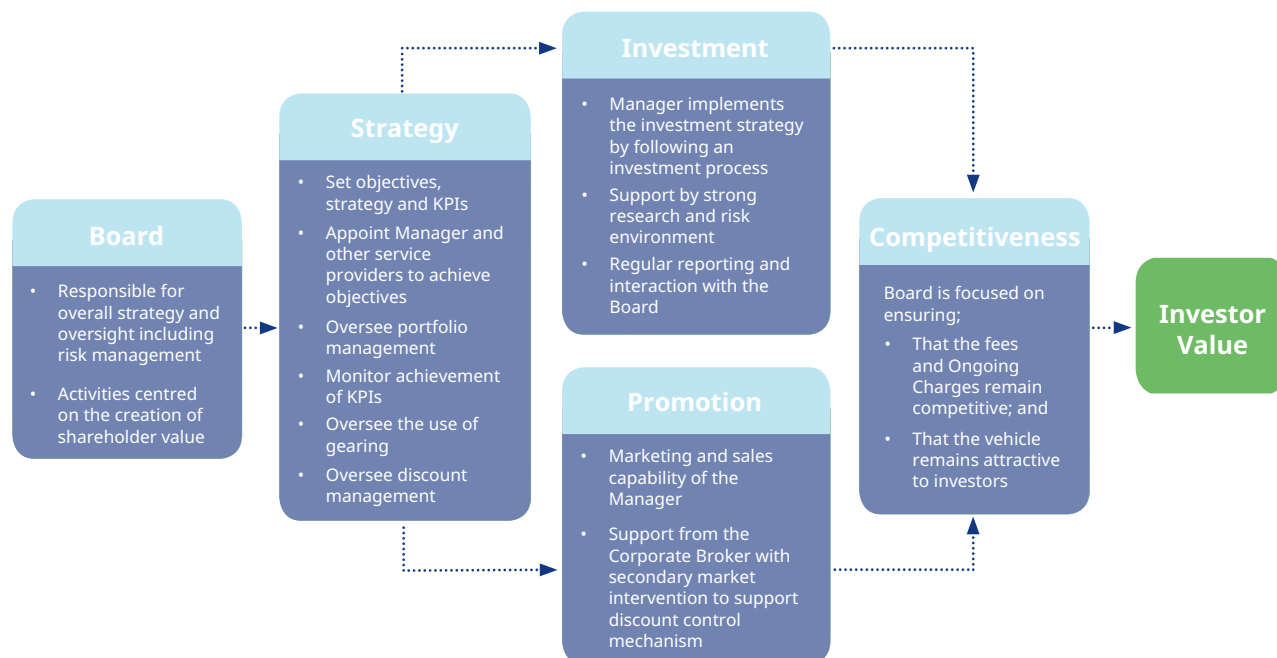 Board
• Responsible for
overall strategy and
oversight including
risk management
• Activities centred
on the creation of
shareholder value
Strategy
• Set objectives,
strategy and KPIs
• Appoint Manager and
other service
providers to achieve
objectives
• Oversee portfolio
management
• Monitor achievement
of KPIs
• Oversee the use of
gearing
• Oversee discount
management
Investment
• Manager implements
the investment strategy
by following an
investment process
• Support by strong
research and risk
environment
• Regular reporting and
interaction with the
Board
Promotion
• Marketing and sales
capability of the
Manager
• Support from the
Corporate Broker with
secondary market
intervention to support
discount control
mechanism
Competitiveness
Board is focused on
ensuring;
• That the fees
and Ongoing
Charges remain
competitive; and
• That the vehicle
remains attractive
to investors
Investor
Value